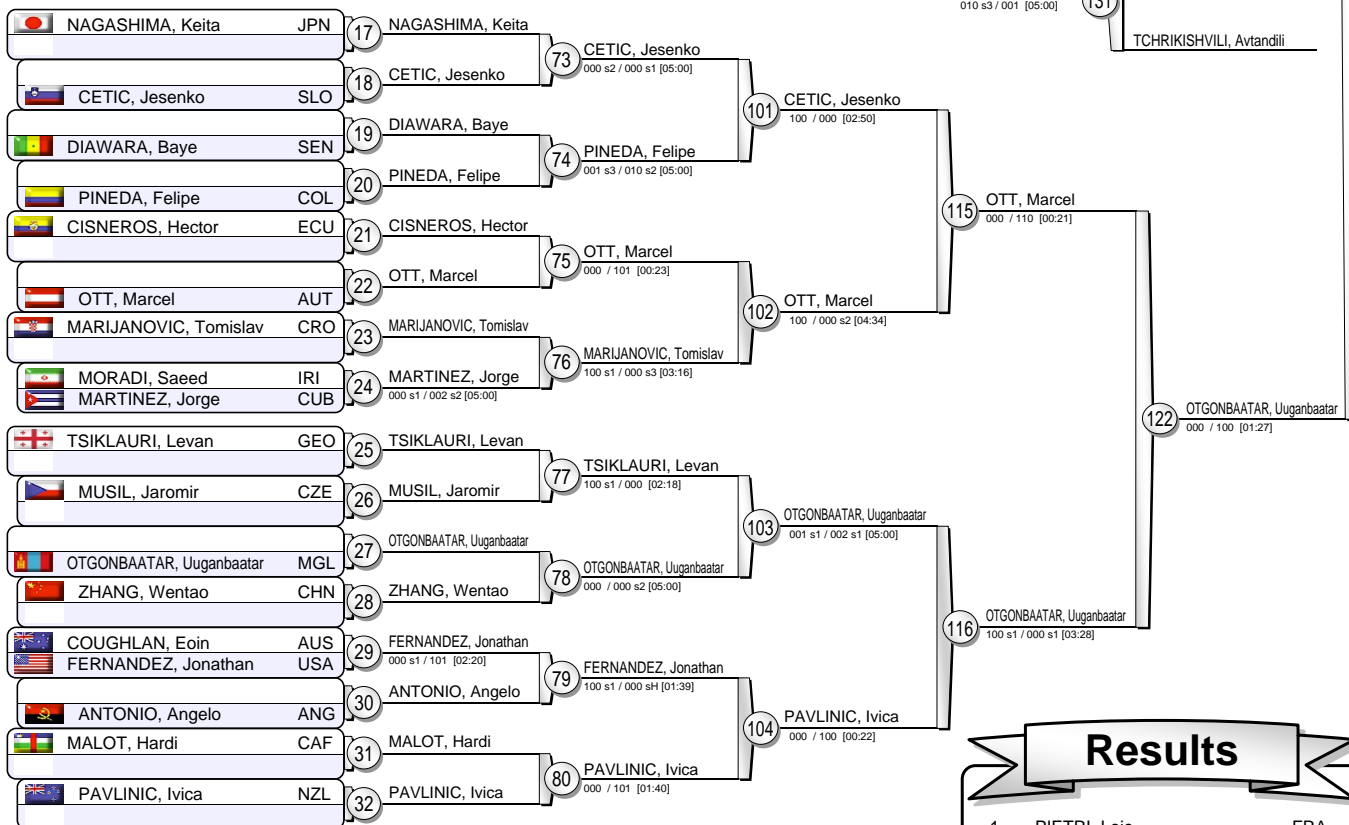 010 s3 / 001 [05:00]
131
TCHRIKISHVILI, Avtandili
NAGASHIMA, Keita JPN
17
NAGASHIMA, Keita
73
CETIC, Jesenko
000 s2 / 000 s1 [05:00]
CETIC, Jesenko SLO
18
CETIC, Jesenko
101
CETIC, Jesenko
100 / 000 [02:50]
DIAWARA, Baye SEN
19
DIAWARA, Baye
74
PINEDA, Felipe
001 s3 / 010 s2 [05:00]
PINEDA, Felipe COL
20
PINEDA, Felipe
115
OTT, Marcel
000 / 110 [00:21]
CISNEROS, Hector ECU
21
CISNEROS, Hector
75
OTT, Marcel
000 / 101 [00:23]
OTT, Marcel AUT
22
OTT, Marcel
102
OTT, Marcel
100 / 000 s2 [04:34]
MARIJANOVIC, Tomislav CRO
23
MARIJANOVIC, Tomislav
76
MARIJANOVIC, Tomislav
100 s1 / 000 s3 [03:16]
MORADI, Saeed IRI
MARTINEZ, Jorge CUB
24
MARTINEZ, Jorge
000 s1 / 002 s2 [05:00]
122
OTGONBAATAR, Uuganbaatar
000 / 100 [01:27]
TSIKLAURI, Levan GEO
25
TSIKLAURI, Levan
77
TSIKLAURI, Levan
100 s1 / 000 [02:18]
MUSIL, Jaromir CZE
26
MUSIL, Jaromir
103
OTGONBAATAR, Uuganbaatar
001 s1 / 002 s1 [05:00]
OTGONBAATAR, Uuganbaatar MGL
27
OTGONBAATAR, Uuganbaatar
78
OTGONBAATAR, Uuganbaatar
000 / 000 s2 [05:00]
ZHANG, Wentao CHN
28
ZHANG, Wentao
116
OTGONBAATAR, Uuganbaatar
100 s1 / 000 s1 [03:28]
COUGHLAN, Eoin AUS
FERNANDEZ, Jonathan USA
29
FERNANDEZ, Jonathan
000 s1 / 101 [02:20]
79
FERNANDEZ, Jonathan
100 s1 / 000 sH [01:39]
ANTONIO, Angelo ANG
30
ANTONIO, Angelo
104
PAVLINIC, Ivica
000 / 100 [00:22]
MALOT, Hardi CAF
31
MALOT, Hardi
80
PAVLINIC, Ivica
000 / 101 [01:40]
PAVLINIC, Ivica NZL
32
PAVLINIC, Ivica
Results